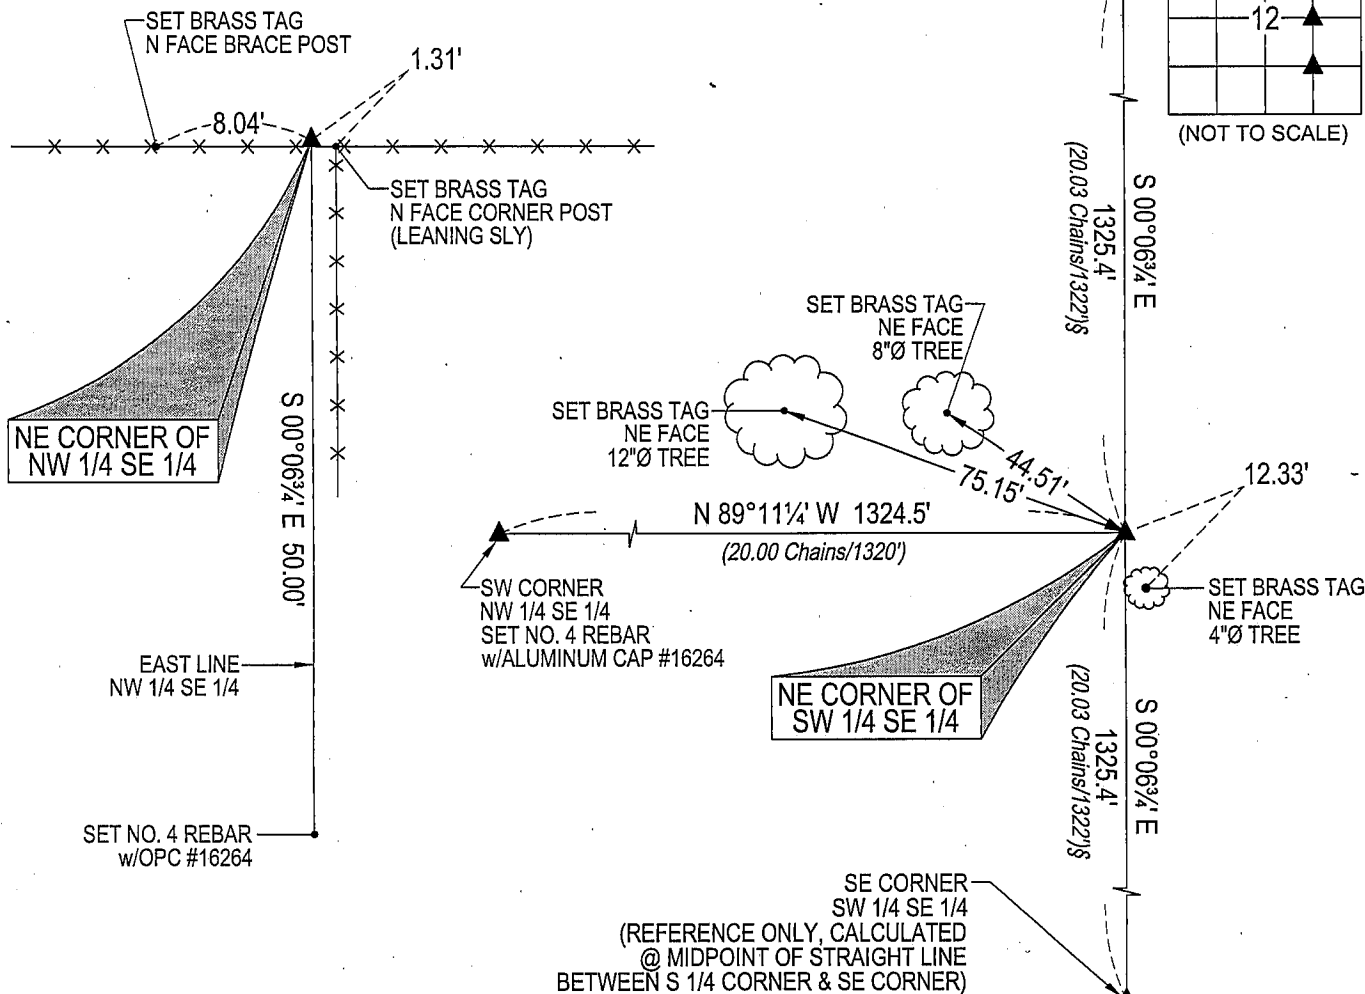 SET BRASS TAG
N FACE BRACE POST
1.31'
8.04'
SET BRASS TAG
N FACE CORNER POST
(LEANING SLY)
NE CORNER OF
NW 1/4 SE 1/4
S 00°06¾' E 50.00'
EAST LINE
NW 1/4 SE 1/4
SET NO. 4 REBAR
w/OPC #16264
12
(NOT TO SCALE)
S 00°06¾' E
1325.4'
(20.03 Chains/1322')§
SET BRASS TAG
NE FACE
8"Ø TREE
SET BRASS TAG
NE FACE
12"Ø TREE
44.51'
75.15'
12.33'
N 89°11¼' W 1324.5'
(20.00 Chains/1320')
SW CORNER
NW 1/4 SE 1/4
SET NO. 4 REBAR
w/ALUMINUM CAP #16264
SET BRASS TAG
NE FACE
4"Ø TREE
NE CORNER OF
SW 1/4 SE 1/4
S 00°06¾' E
1325.4'
(20.03 Chains/1322')§
SE CORNER
SW 1/4 SE 1/4
(REFERENCE ONLY, CALCULATED
@ MIDPOINT OF STRAIGHT LINE
BETWEEN S 1/4 CORNER & SE CORNER)